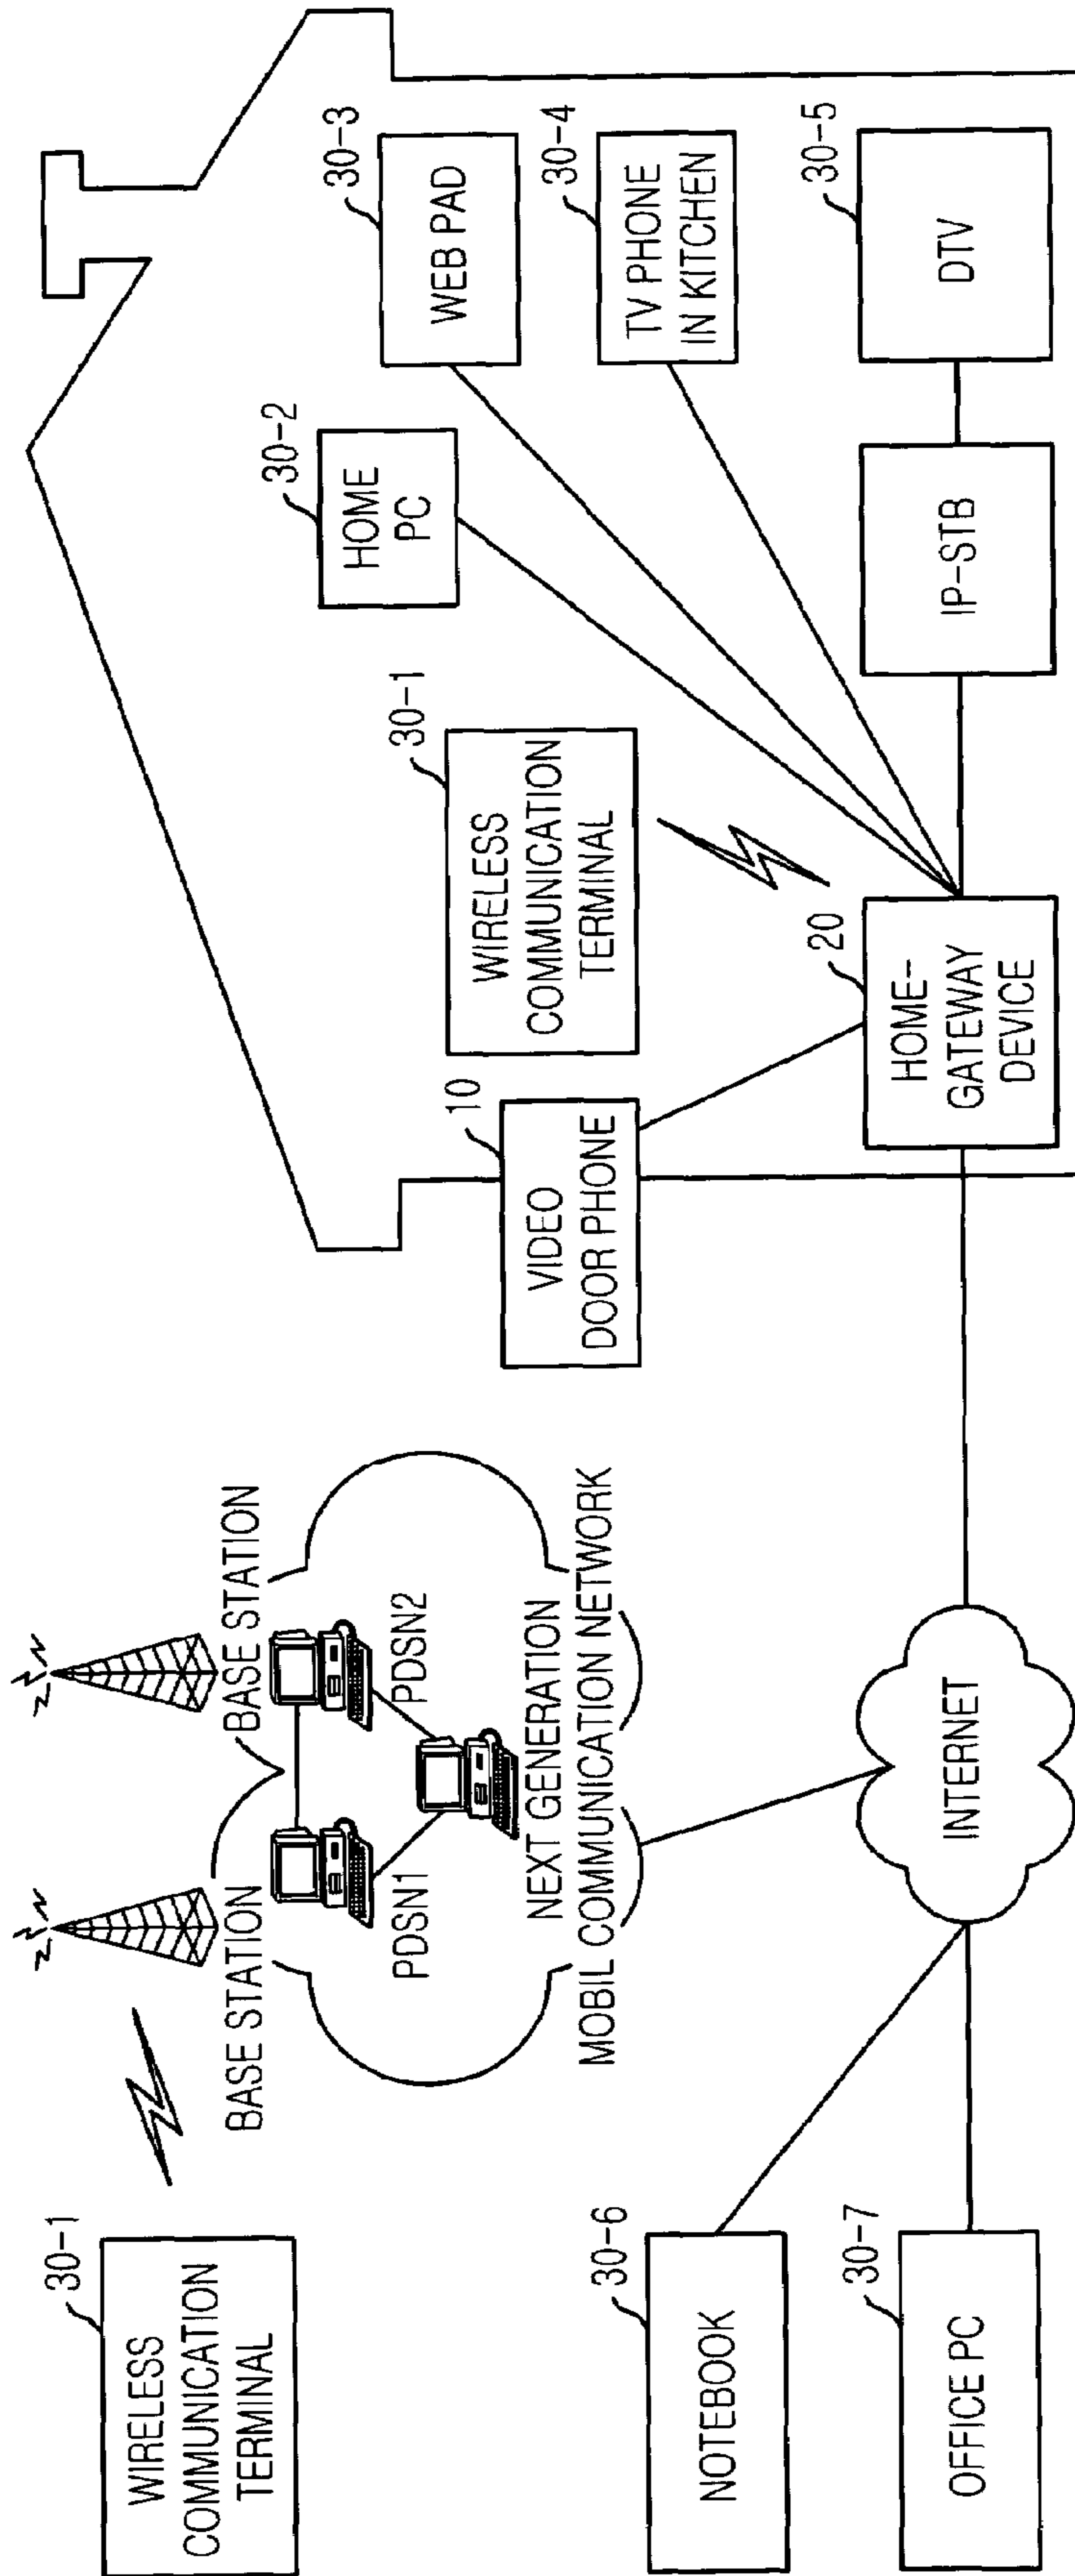 WIRELESS
COMMUNICATION
TERMINAL
30-1
BASE STATION
BASE STATION
PDSN1
PDSN2
NEXT GENERATION
MOBIL COMMUNICATION NETWORK
NOTEBOOK
30-6
OFFICE PC
30-7
INTERNET
VIDEO
DOOR PHONE
10
WIRELESS
COMMUNICATION
TERMINAL
30-1
HOME-
GATEWAY
DEVICE
20
HOME
PC
30-2
WEB PAD
30-3
TV PHONE
IN KITCHEN
30-4
IP-STB
DTV
30-5